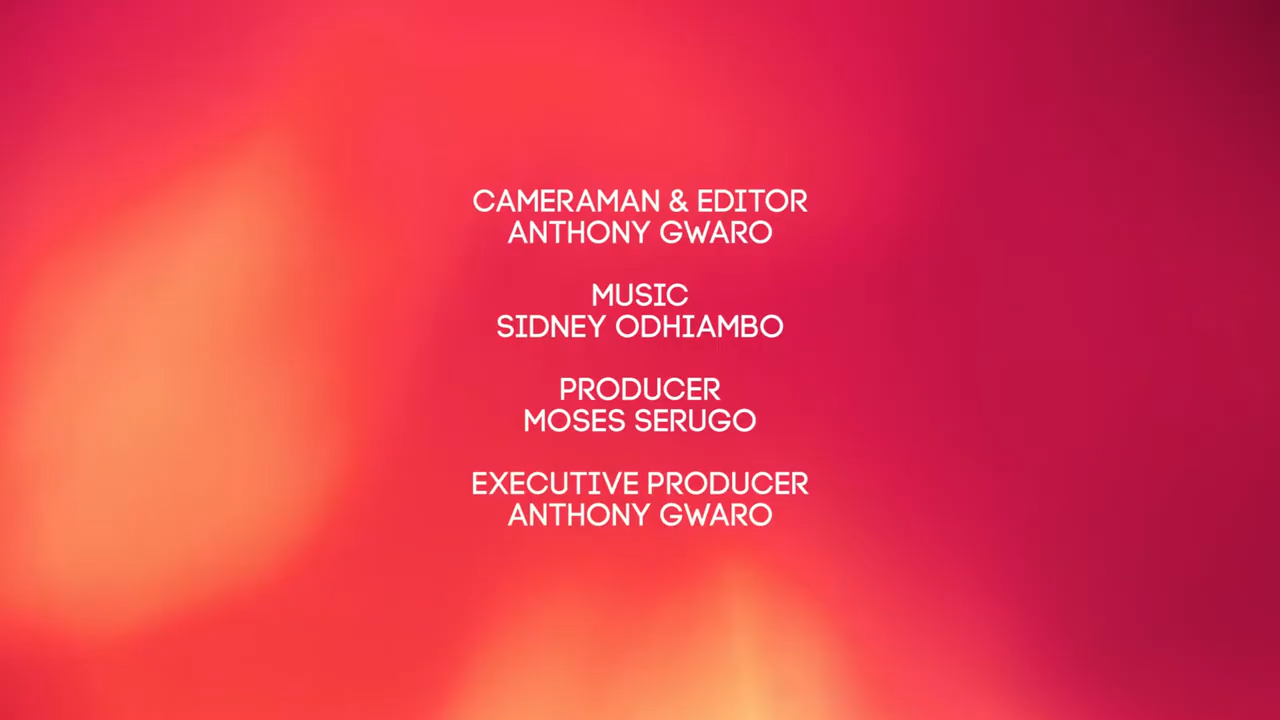 CAMERAMAN & EDITOR
ANTHONY GWARO
MUSIC
SIDNEY ODHIAMBO
PRODUCER
MOSES SERUGO
EXECUTIVE PRODUCER
ANTHONY GWARO